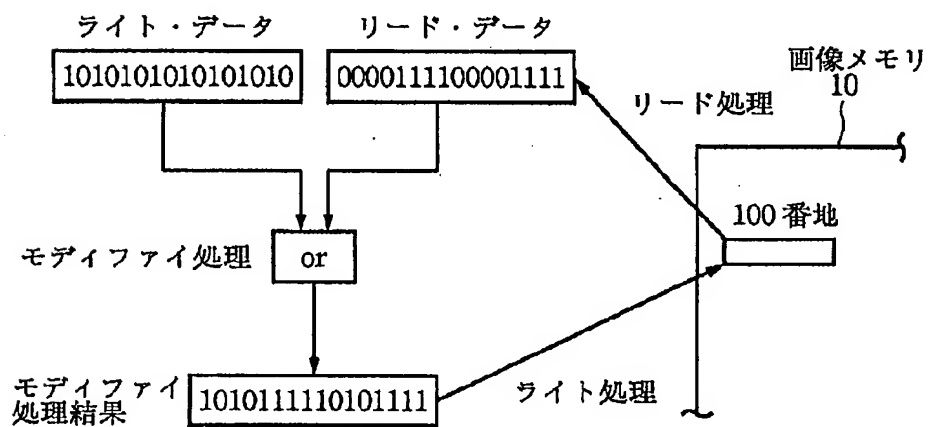 ライト・データ
リード・データ
1010101010101010
0000111100001111
画像メモリ
10
リード処理
100番地
モディファイ処理
or
モディファイ
処理結果
1010111110101111
ライト処理